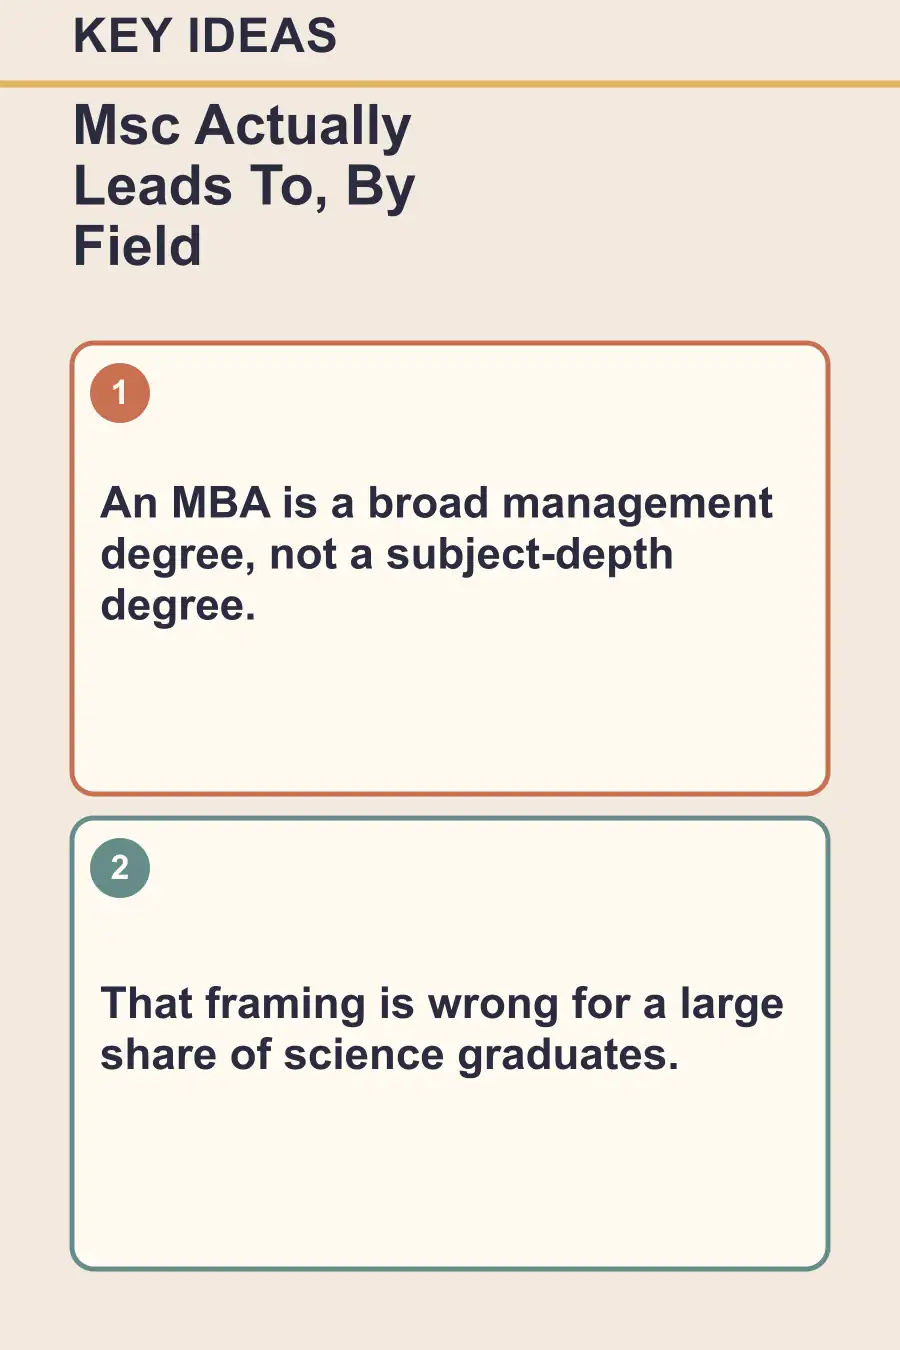 KEY IDEAS
Msc Actually
Leads To, By
Field
1
An MBA is a broad management
degree, not a subject-depth
degree.
2
That framing is wrong for a large
share of science graduates.